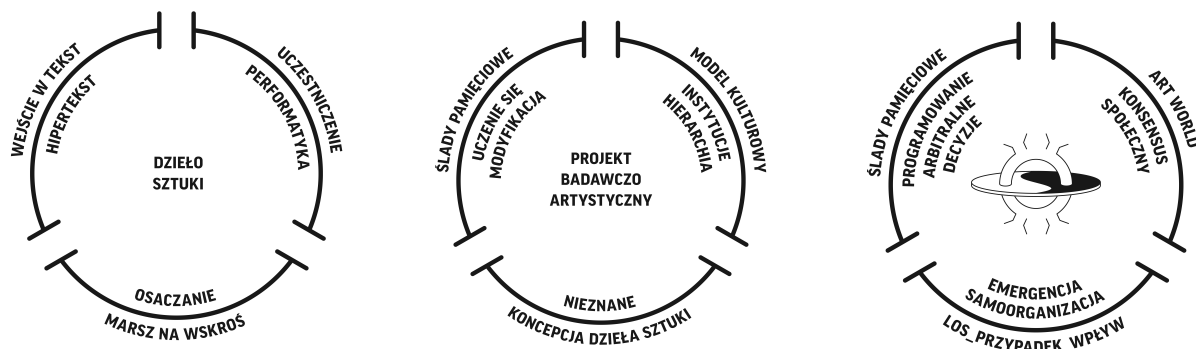 WEJŚCIE W TEKST
HIPERTEKST
UCZESTNICZENIE
PERFORMATYKA
DZIEŁO
SZTUKI
OSACZANIE
MARSZ NA WSKROŚ
ŚLADY PAMIĘCIOWE
UCZENIE SIĘ
MODYFIKACJA
MODEL KULTUROWY
INSTYTUCJE
HIERARCHIA
PROJEKT
BADAWCZO
ARTYSTYCZNY
NIEZNANE
KONCEPCJA DZIEŁA SZTUKI
ŚLADY PAMIĘCIOWE
PROGRAMOWANIE
ARBITRALNE
DECYZJE
ART WORLD
KONSENSUS
SPOŁECZNY
EMERGENCJA
SAMOORGANIZACJA
LOS_PRZYPADEK_WPŁYW